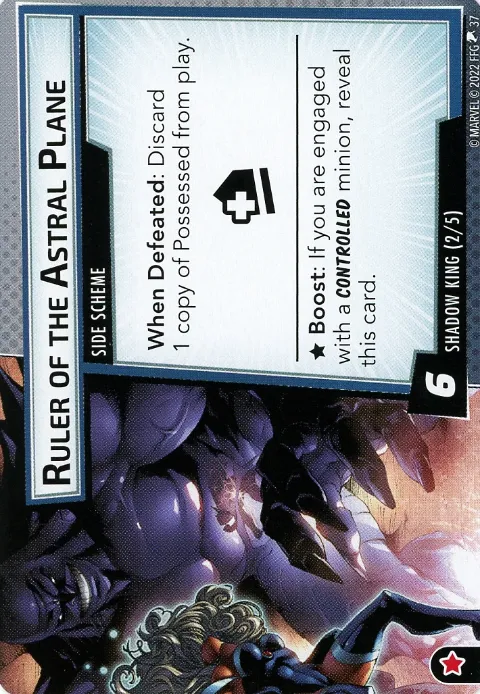 RULER OF THE ASTRAL PLANE
SIDE SCHEME
When Defeated: Discard
1 copy of Possessed from play.
★ Boost: If you are engaged
with a CONTROLLED minion, reveal
this card.
6
SHADOW KING (2/5)
© MARVEL © 2022 FFG 37